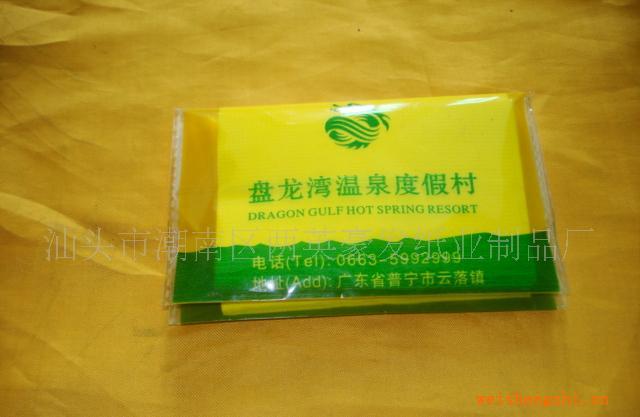 盘龙湾温泉度假村
DRAGON GULF HOT SPRING RESORT
汕头市潮南区两英豪发纸业制品厂
电话(Tel): 0663-5992999
地址(Add): 广东省普宁市云落镇
weishengzhi.cn